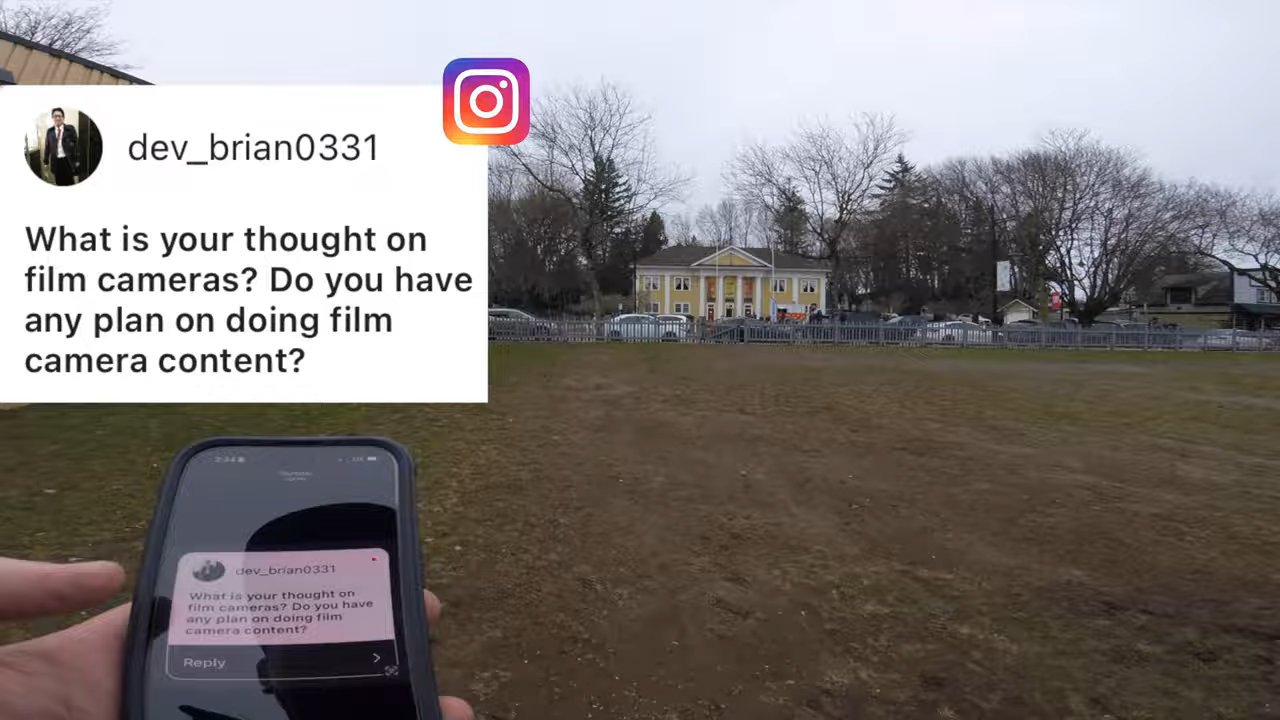 dev_brian0331
What is your thought on
film cameras? Do you have
any plan on doing film
camera content?
dev_brian0331
What is your thought on
film cameras? Do you have
any plan on doing film
camera content?
Reply